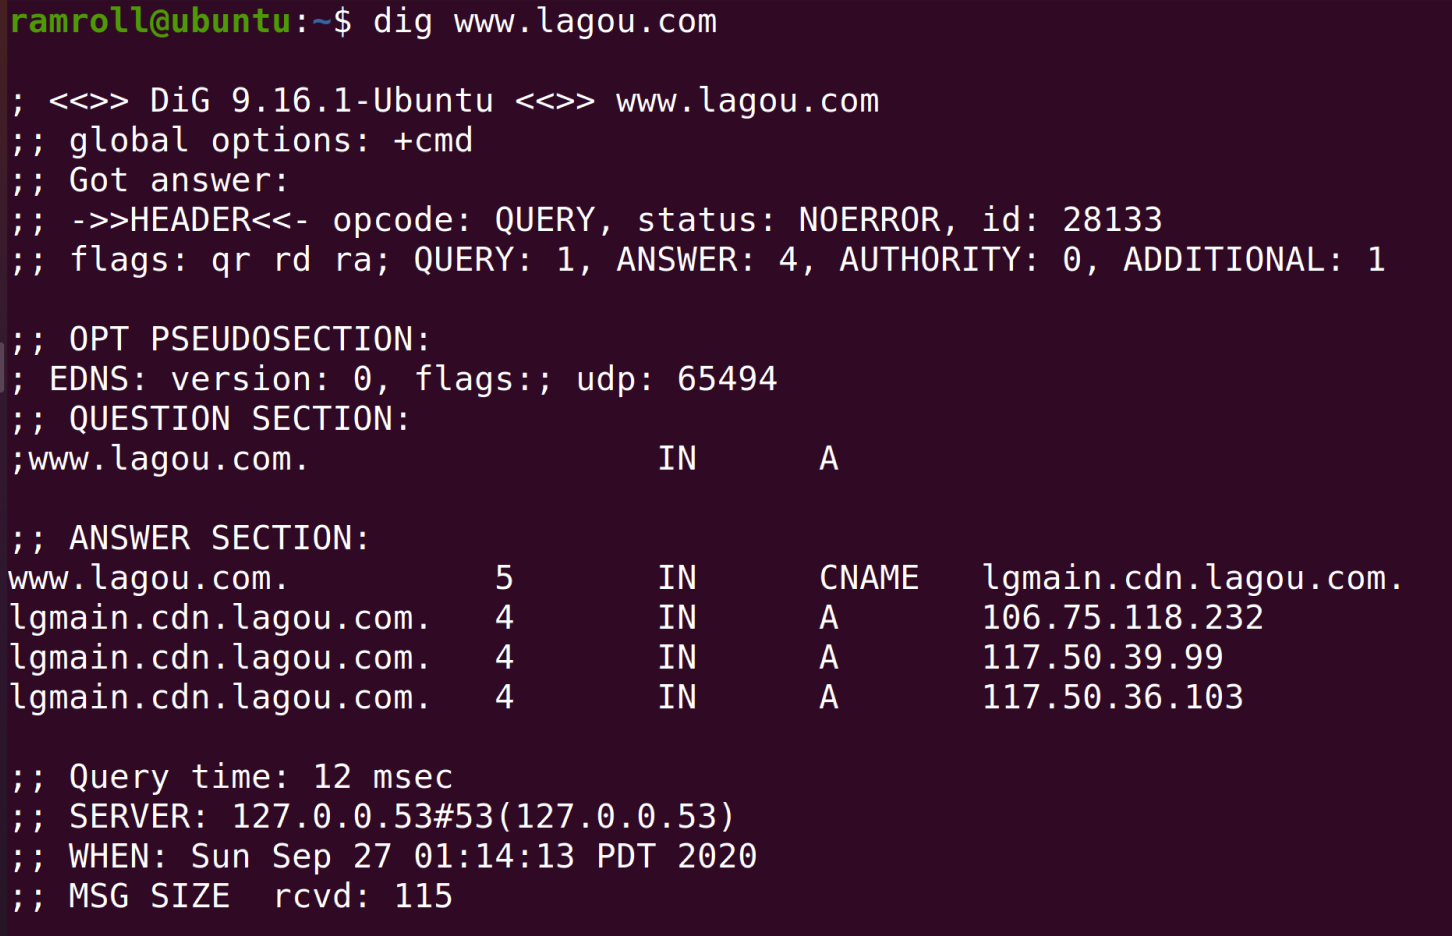 ramroll@ubuntu:~$ dig www.lagou.com
; <<>> DiG 9.16.1-Ubuntu <<>> www.lagou.com
;; global options: +cmd
;; Got answer:
;; ->>HEADER<<- opcode: QUERY, status: NOERROR, id: 28133
;; flags: qr rd ra; QUERY: 1, ANSWER: 4, AUTHORITY: 0, ADDITIONAL: 1
;; OPT PSEUDOSECTION:
; EDNS: version: 0, flags:; udp: 65494
;; QUESTION SECTION:
;www.lagou.com. IN A
;; ANSWER SECTION:
www.lagou.com. 5 IN CNAME lgmain.cdn.lagou.com.
lgmain.cdn.lagou.com. 4 IN A 106.75.118.232
lgmain.cdn.lagou.com. 4 IN A 117.50.39.99
lgmain.cdn.lagou.com. 4 IN A 117.50.36.103
;; Query time: 12 msec
;; SERVER: 127.0.0.53#53(127.0.0.53)
;; WHEN: Sun Sep 27 01:14:13 PDT 2020
;; MSG SIZE  rcvd: 115